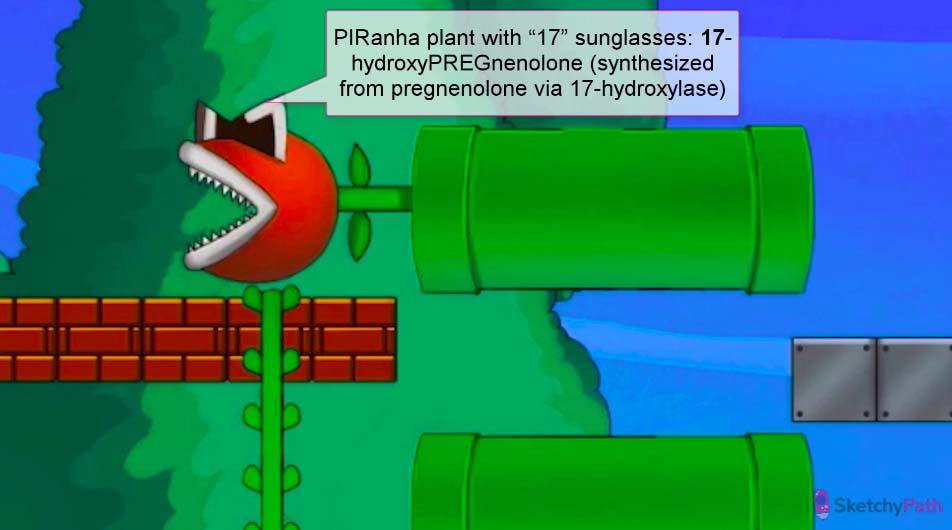 PIRanha plant with “17” sunglasses: 17-
hydroxyPREGnenolone (synthesized
from pregnenolone via 17-hydroxylase)
SketchyPath